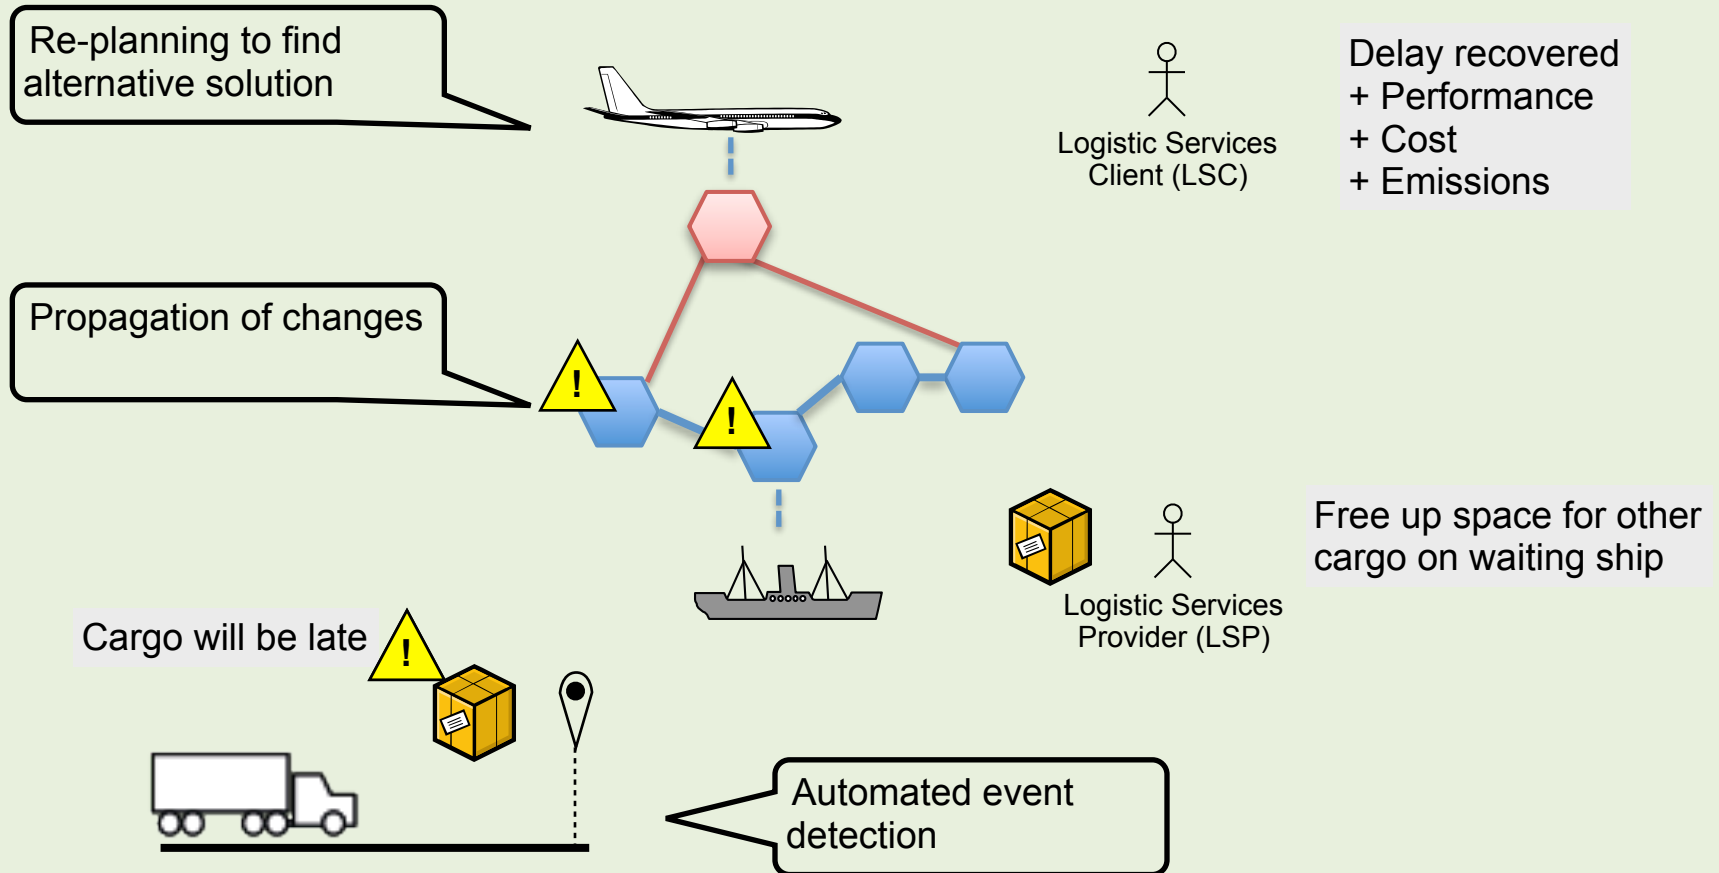 Re-planning to find
alternative solution
Logistic Services
Client (LSC)
Delay recovered
+ Performance
+ Cost
+ Emissions
Propagation of changes
!
!
Logistic Services
Provider (LSP)
Free up space for other
cargo on waiting ship
Cargo will be late
!
Automated event
detection